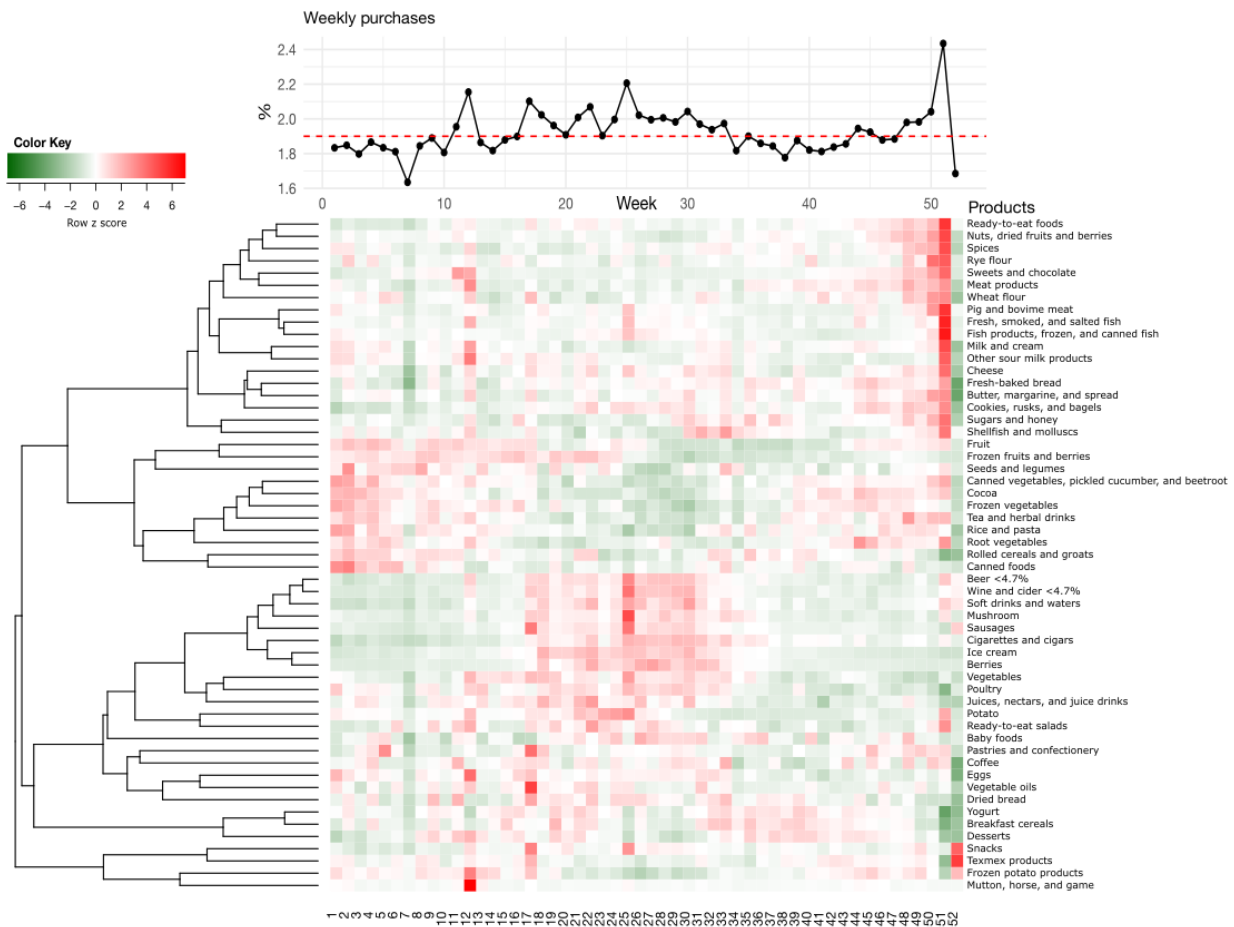 Weekly purchases
2.4
2.2
2.0
1.8
1.6
%
0 10 20 30 40 50
Week
Color Key
−6 −4 −2 0 2 4 6
Row z score
Products
Ready-to-eat foods
Nuts, dried fruits and berries
Spices
Rye flour
Sweets and chocolate
Meat products
Wheat flour
Pig and bovime meat
Fresh, smoked, and salted fish
Fish products, frozen, and canned fish
Milk and cream
Other sour milk products
Cheese
Fresh-baked bread
Butter, margarine, and spread
Cookies, rusks, and bagels
Sugars and honey
Shellfish and molluscs
Fruit
Frozen fruits and berries
Seeds and legumes
Canned vegetables, pickled cucumber, and beetroot
Cocoa
Frozen vegetables
Tea and herbal drinks
Rice and pasta
Root vegetables
Rolled cereals and groats
Canned foods
Beer <4.7%
Wine and cider <4.7%
Soft drinks and waters
Mushroom
Sausages
Cigarettes and cigars
Ice cream
Berries
Vegetables
Poultry
Juices, nectars, and juice drinks
Potato
Ready-to-eat salads
Baby foods
Pastries and confectionery
Coffee
Eggs
Vegetable oils
Dried bread
Yogurt
Breakfast cereals
Desserts
Snacks
Texmex products
Frozen potato products
Mutton, horse, and game
1 2 3 4 5 6 7 8 9 10 11 12 13 14 15 16 17 18 19 20 21 22 23 24 25 26 27 28 29 30 31 32 33 34 35 36 37 38 39 40 41 42 43 44 45 46 47 48 49 50 51 52